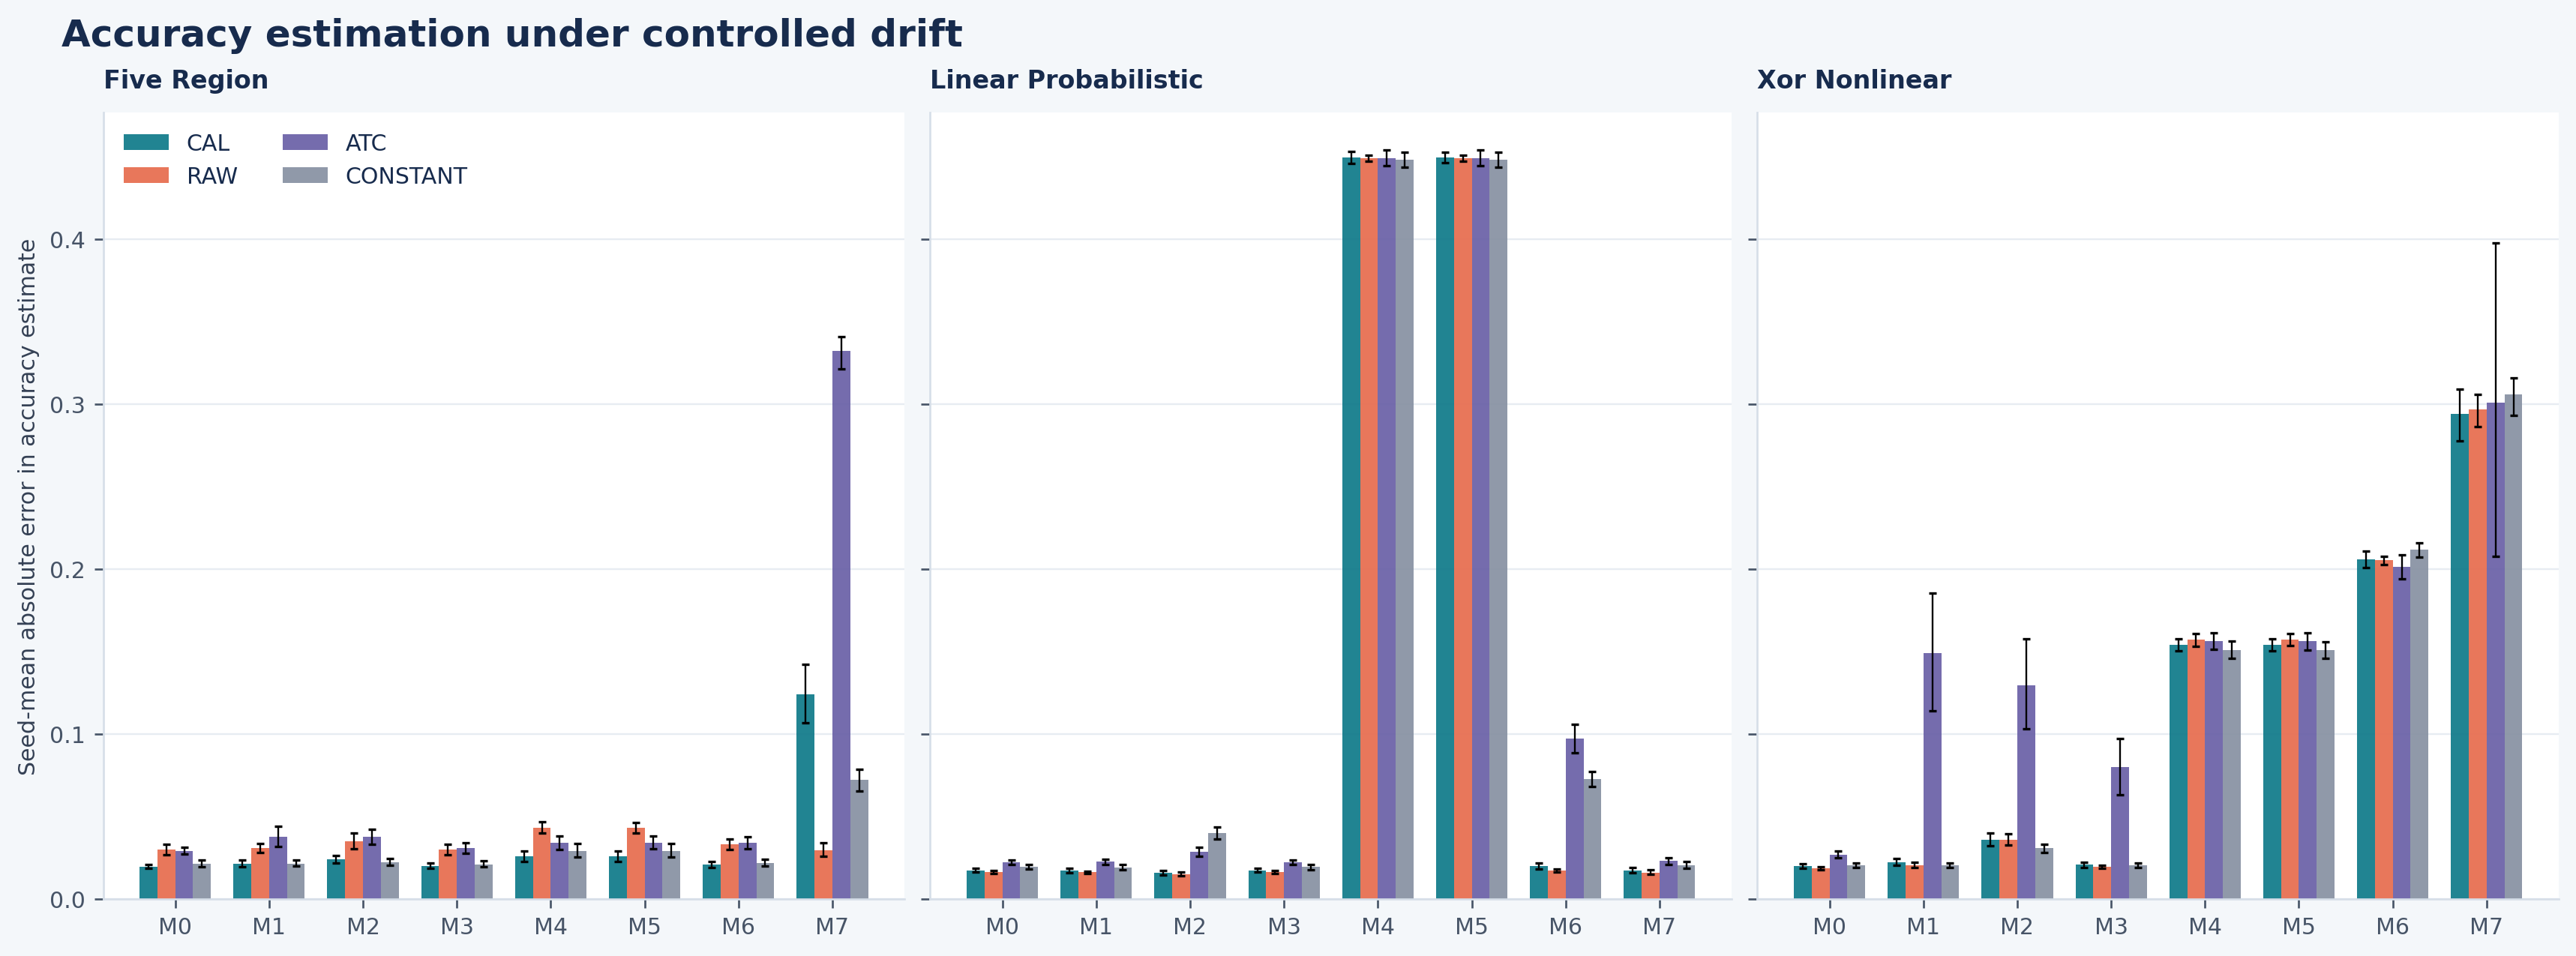 Accuracy estimation under controlled drift
Five Region
Linear Probabilistic
Xor Nonlinear
CAL
RAW
ATC
CONSTANT
Seed-mean absolute error in accuracy estimate
0.4
0.3
0.2
0.1
0.0
M0 M1 M2 M3 M4 M5 M6 M7
M0 M1 M2 M3 M4 M5 M6 M7
M0 M1 M2 M3 M4 M5 M6 M7